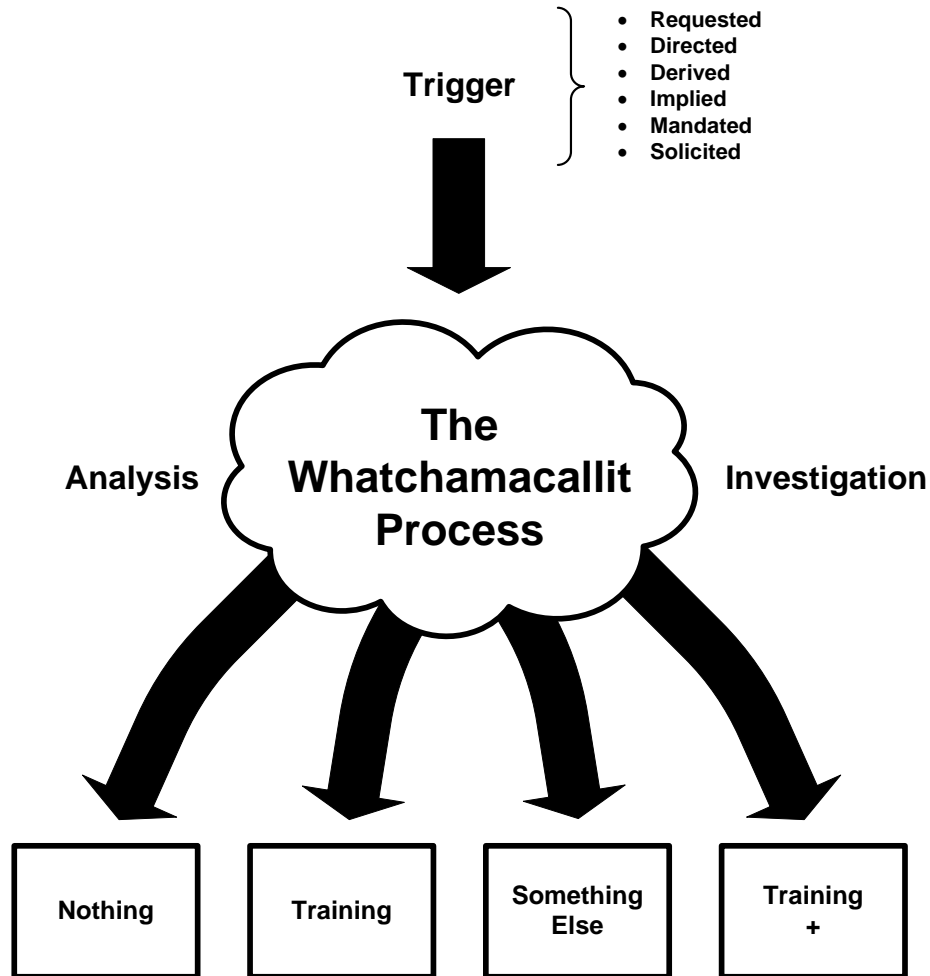 Trigger
• Requested
• Directed
• Derived
• Implied
• Mandated
• Solicited
The
Whatchamacallit
Process
Analysis
Investigation
Nothing
Training
Something
Else
Training
+